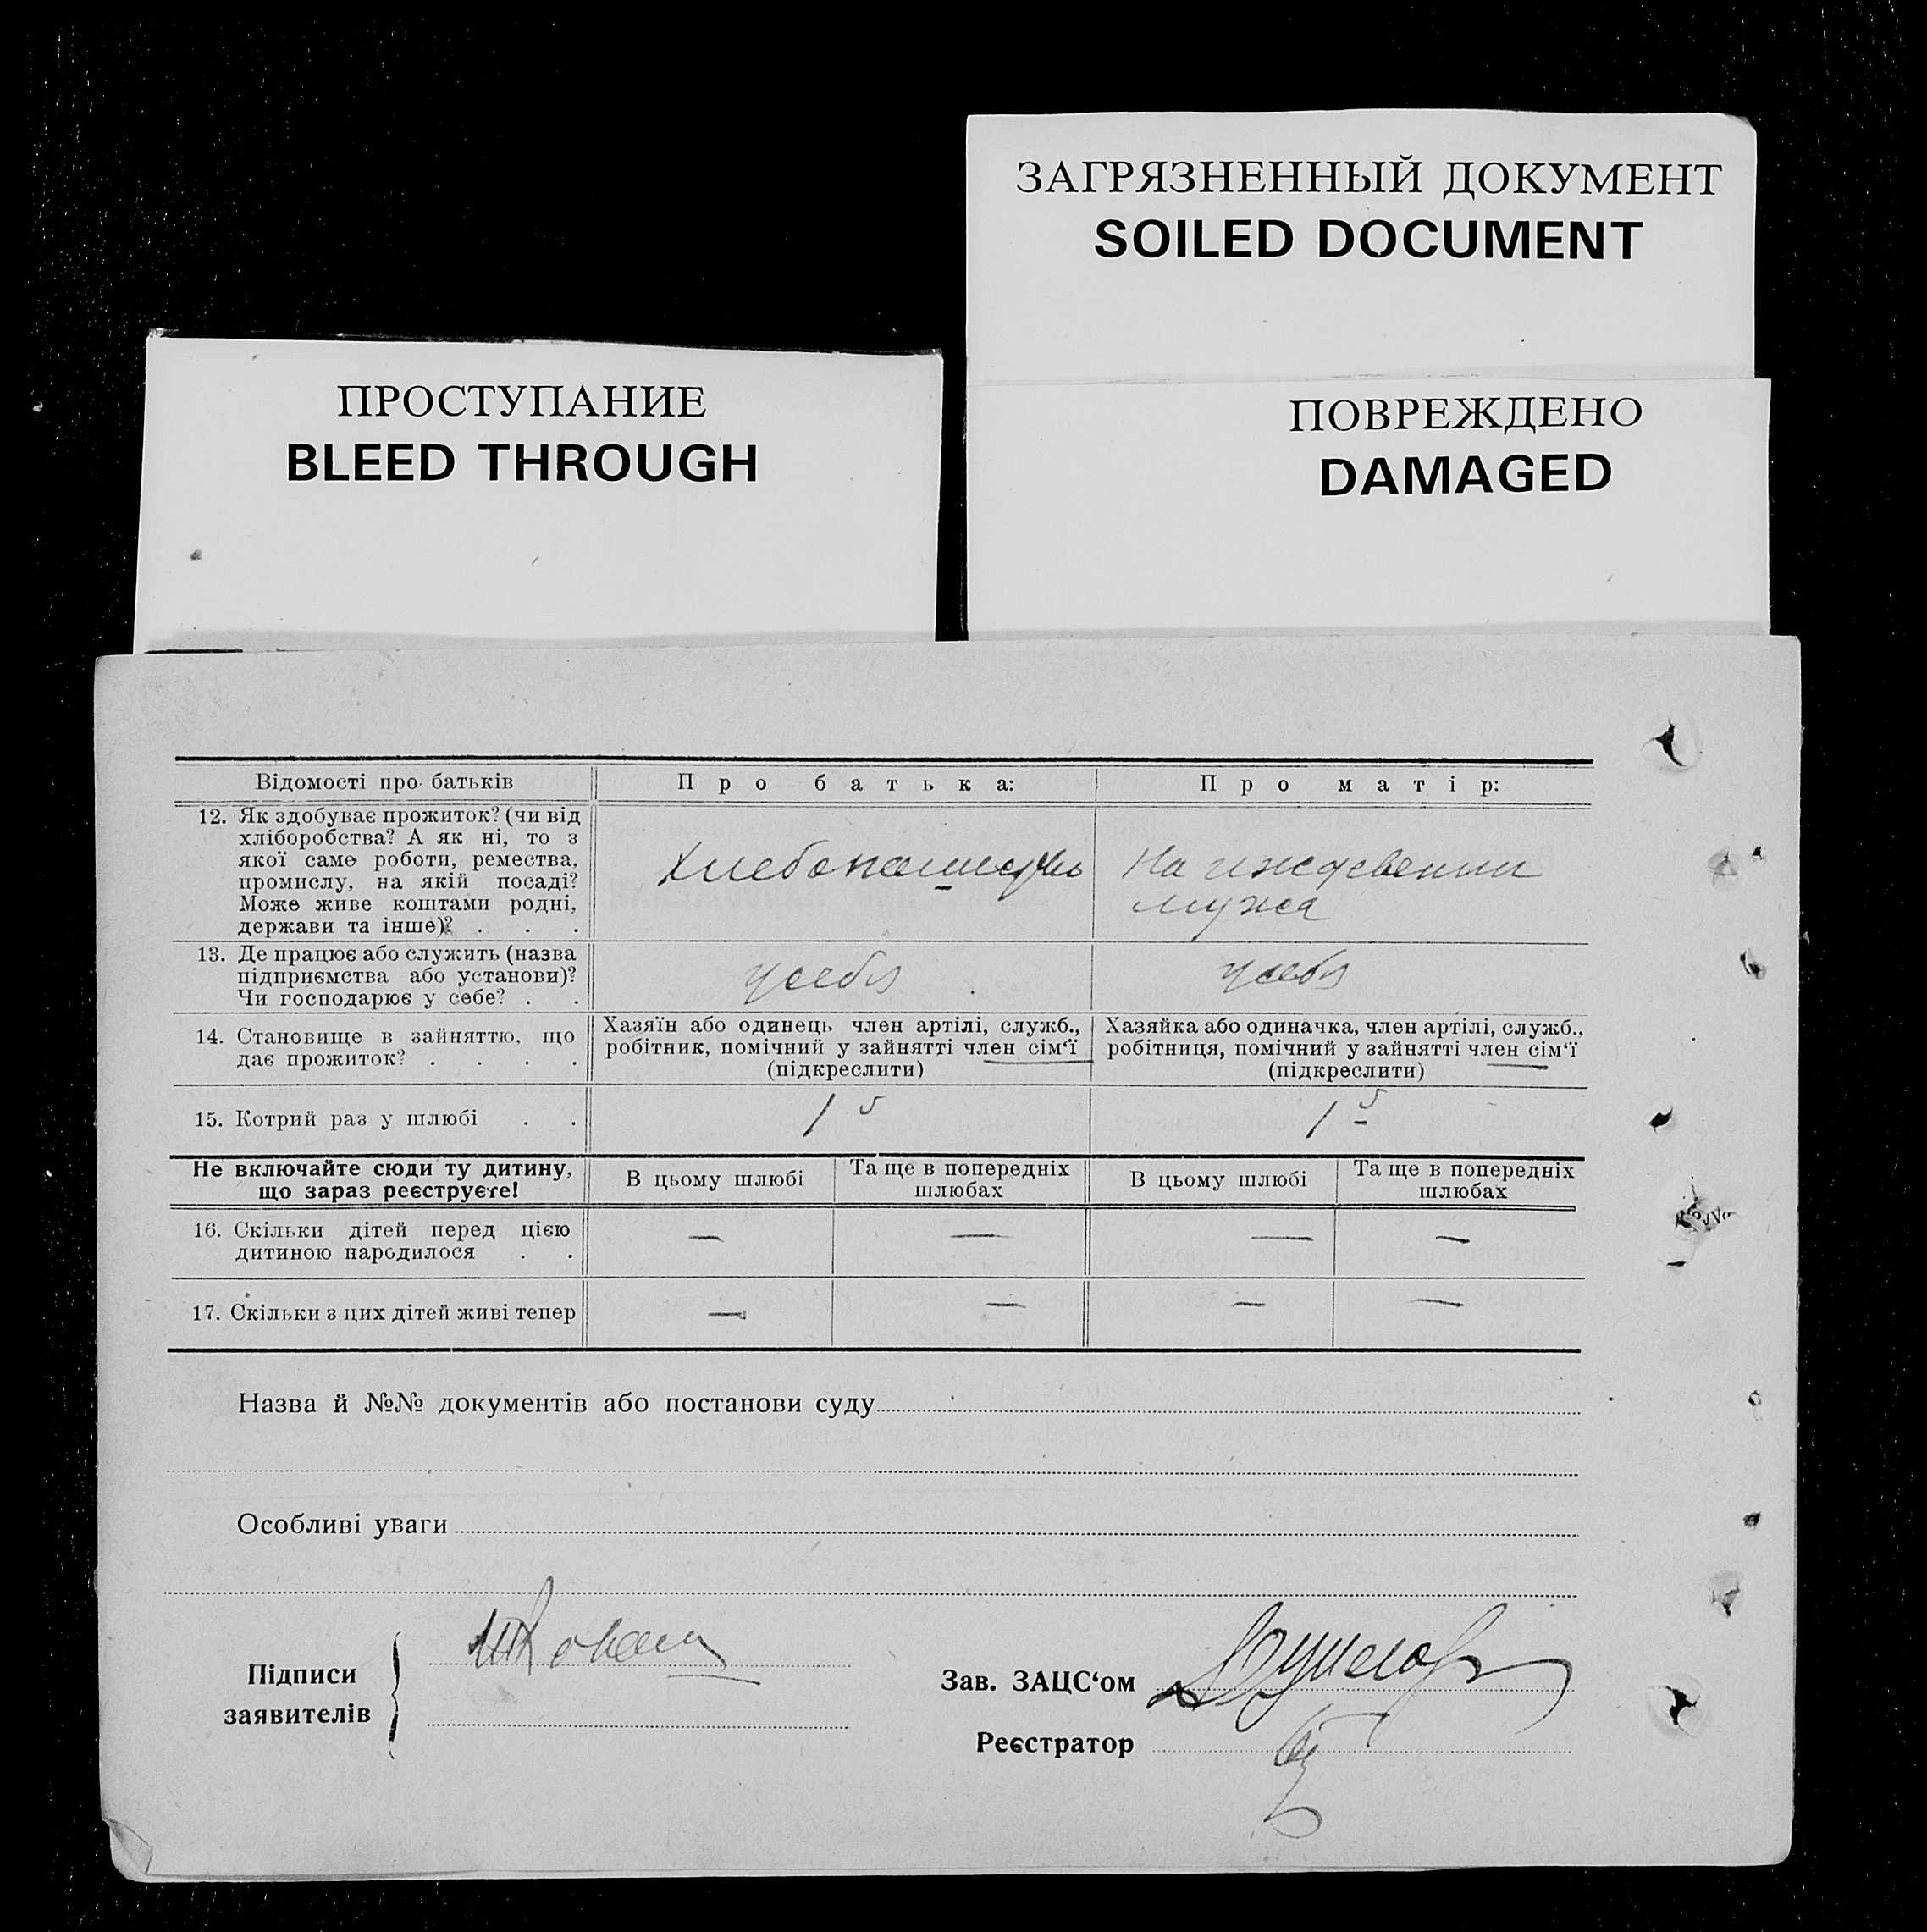 ЗАГРЯЗНЕННЫЙ ДОКУМЕНТ
SOILED DOCUMENT
ПРОСТУПАНИЕ
BLEED THROUGH
ПОВРЕЖДЕНО
DAMAGED
Відомості про батьків
Про батька:
Про матір:
12. Як здобуває прожиток? (чи від
хліборобства? А як ні, то з
якої саме роботи, ремества,
промислу, на якій посаді?
Може живе коштами родні,
держави та інше)? . . .
Хлебопашество
На иждевении
мужа
13. Де працює або служить (назва
підприємства або установи)?
Чи господарює у себе? . .
у себя
у себя
14. Становище в зайняттю, що
дає прожиток? . . . .
Хазяїн або одинець член артілі, служб.,
робітник, помічний у зайнятті член сім'ї
(підкреслити)
Хазяйка або одиначка, член артілі, служб.,
робітниця, помічний у зайнятті член сім'ї
(підкреслити)
15. Котрий раз у шлюбі . .
1
1
Не включайте сюди ту дитину,
що зараз реєструєте!
В цьому шлюбі
Та ще в попередніх
шлюбах
В цьому шлюбі
Та ще в попередніх
шлюбах
16. Скільки дітей перед цією
дитиною народилося . .
— — — —
17. Скільки з цих дітей живі тепер
— — — —
Назва й №№ документів або постанови суду
Особливі уваги
Підписи
заявителів
Зав. ЗАЦС‘ом
Реєстратор